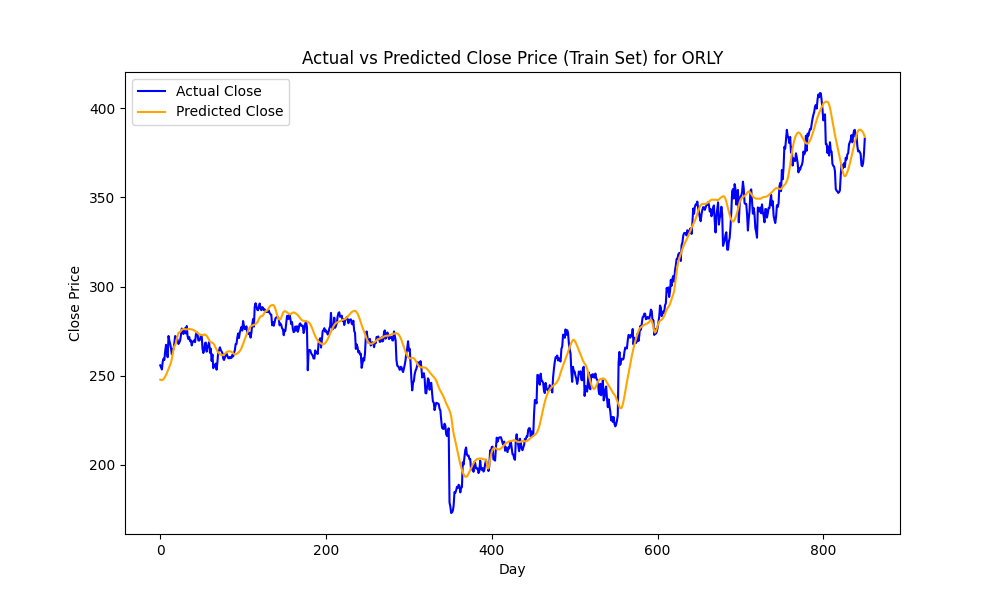 Actual vs Predicted Close Price (Train Set) for ORLY
Actual Close
Predicted Close
400
350
300
250
200
Close Price
0 200 400 600 800
Day